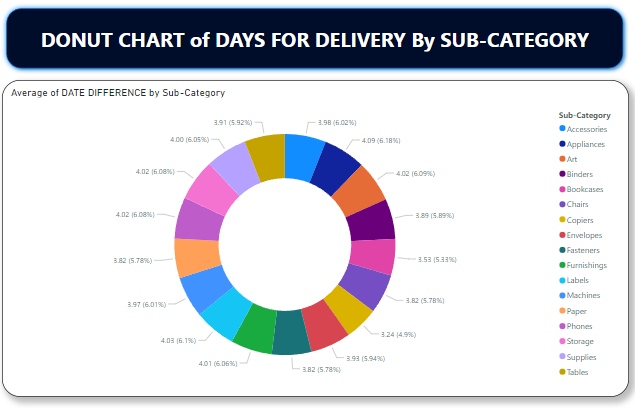 DONUT CHART of DAYS FOR DELIVERY By SUB-CATEGORY
Average of DATE DIFFERENCE by Sub-Category
3.98 (6.02%)
4.09 (6.18%)
4.02 (6.09%)
3.89 (5.89%)
3.53 (5.33%)
3.82 (5.78%)
3.24 (4.9%)
3.93 (5.94%)
3.82 (5.78%)
4.01 (6.06%)
4.03 (6.1%)
3.97 (6.01%)
3.82 (5.78%)
4.02 (6.08%)
4.02 (6.08%)
4.00 (6.05%)
3.91 (5.92%)
Sub-Category
Accessories
Appliances
Art
Binders
Bookcases
Chairs
Copiers
Envelopes
Fasteners
Furnishings
Labels
Machines
Paper
Phones
Storage
Supplies
Tables